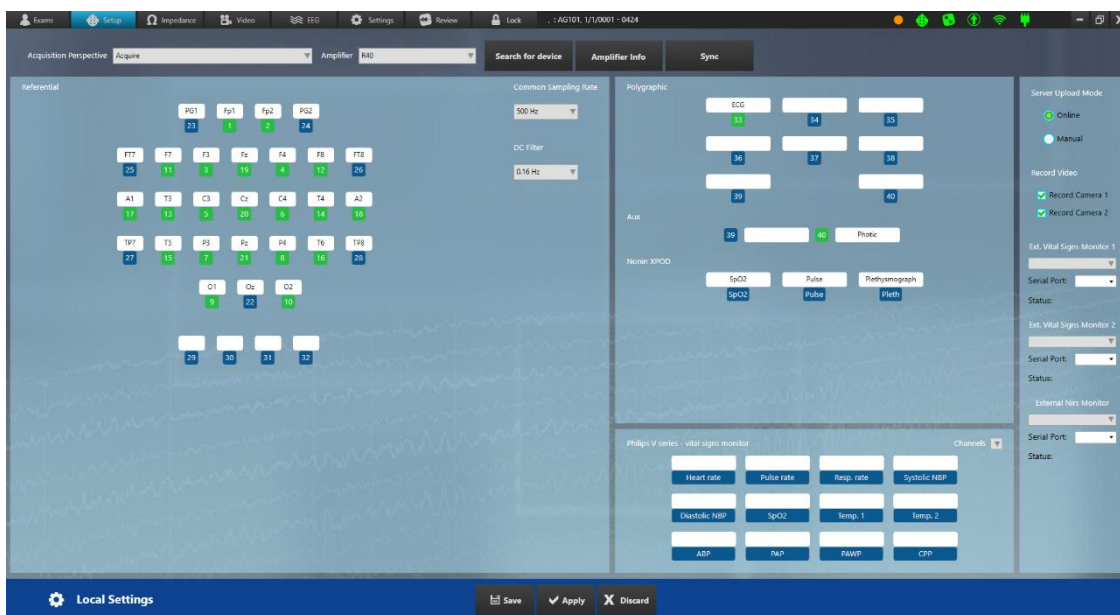 Exams Setup Impedance Video EEG Settings Review Lock , : AG101, 1/1/0001 - 0424
Acquisition Perspective Acquire Amplifier R40 Search for device Amplifier Info Sync
Referential
Common Sampling Rate
500 Hz
DC Filter
0.16 Hz
PG1 Fp1 Fp2 PG2
23 1 2 24
FT7 F7 F3 Fz F4 F8 FT8
25 11 3 19 4 12 26
A1 T3 C3 Cz C4 T4 A2
17 13 5 20 6 14 18
TP7 T5 P3 Pz P4 T6 TP8
27 15 7 21 8 16 28
O1 Oz O2
9 22 10
29 30 31 32
Polygraphic
ECG
33 34 35
36 37 38
39 40
Aux
39 40 Photic
Nonin XPOD
SpO2 Pulse Plethysmograph
SpO2 Pulse Pleth
Philips V series - vital signs monitor Channels
Heart rate Pulse rate Resp. rate Systolic NBP
Diastolic NBP SpO2 Temp. 1 Temp. 2
ABP PAP PAWP CPP
Server Upload Mode
Online
Manual
Record Video
Record Camera 1
Record Camera 2
Ext. Vital Signs Monitor 1
Serial Port:
Status:
Ext. Vital Signs Monitor 2
Serial Port:
Status:
External Nirs Monitor
Serial Port:
Status:
Local Settings Save Apply Discard